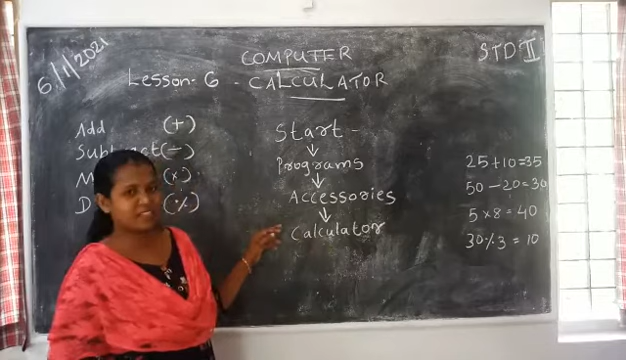 6/1/2021
COMPUTER
STD II
Lesson-6 - CALCULATOR
Add (+)
Subtract (-)
M (×)
D (·/.)
Start -
↓
Programs
↓
Accessories
↓
Calculator
25+10=35
50-20=30
5×8=40
30·/.3=10